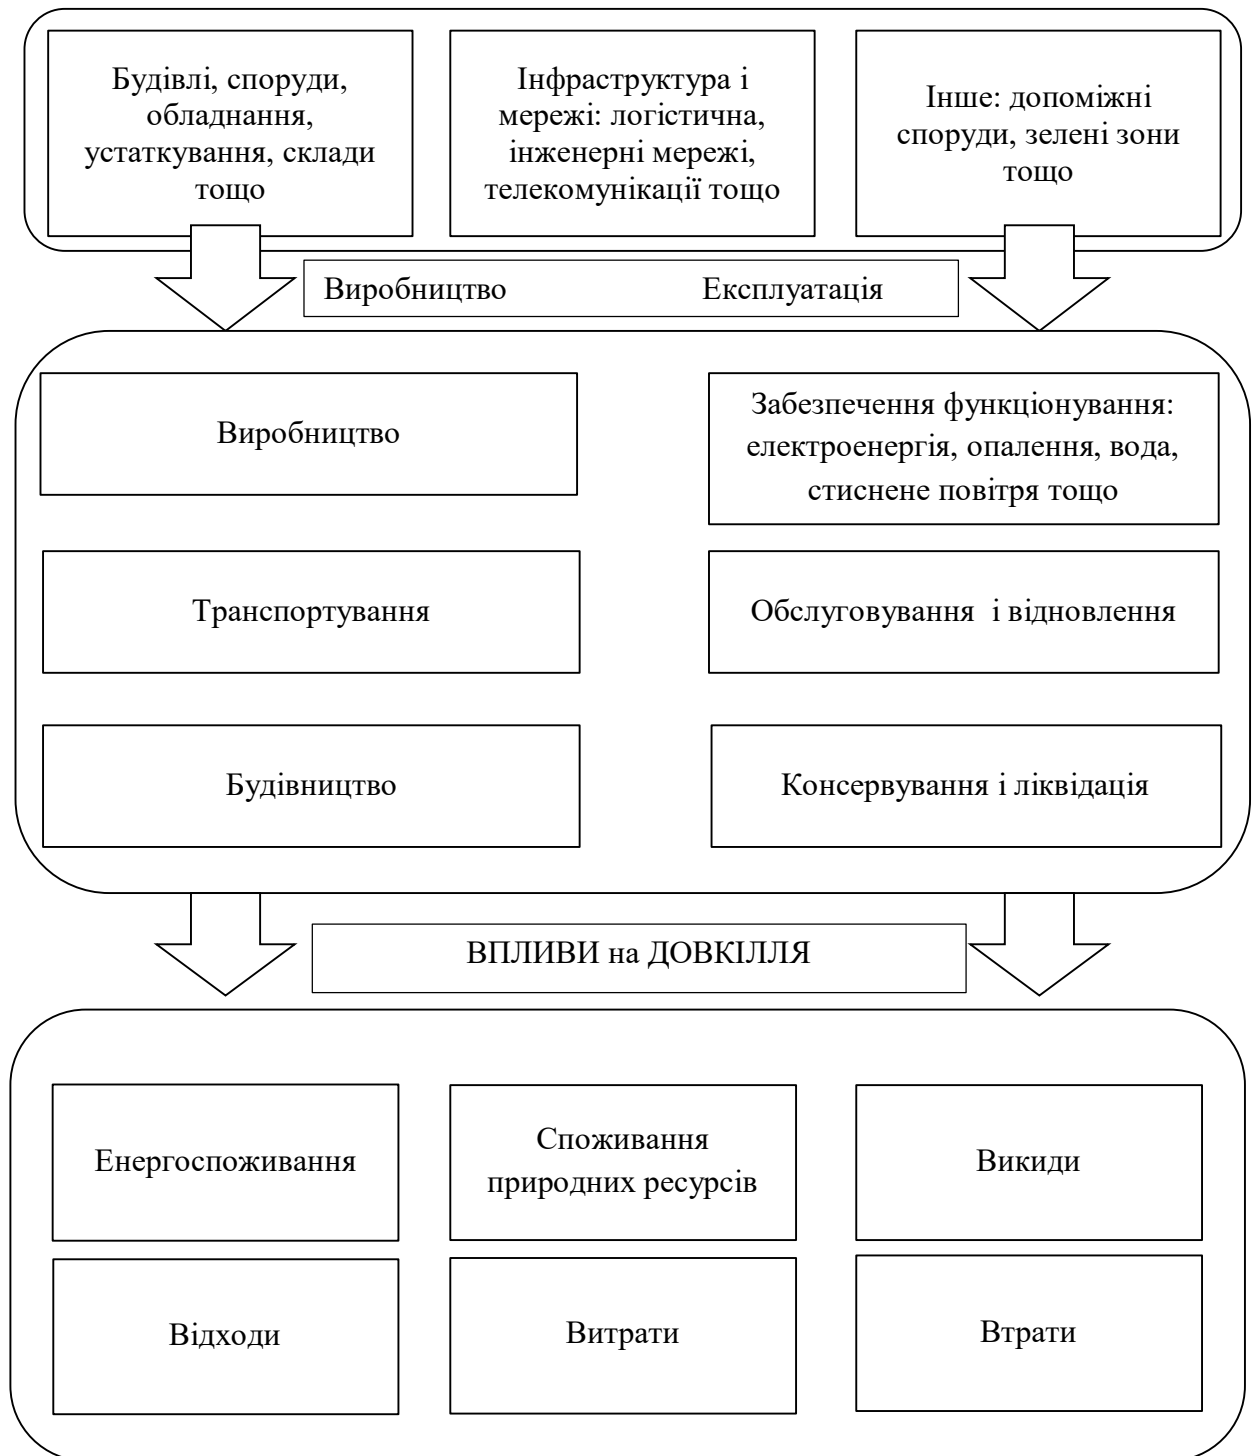 Будівлі, споруди,
обладнання,
устаткування, склади
тощо
Інфраструктура і
мережі: логістична,
інженерні мережі,
телекомунікації тощо
Інше: допоміжні
споруди, зелені зони
тощо
Виробництво Експлуатація
Виробництво
Забезпечення функціонування:
електроенергія, опалення, вода,
стиснене повітря тощо
Транспортування
Обслуговування і відновлення
Будівництво
Консервування і ліквідація
ВПЛИВИ на ДОВКІЛЛЯ
Енергоспоживання
Споживання
природних ресурсів
Викиди
Відходи
Витрати
Втрати